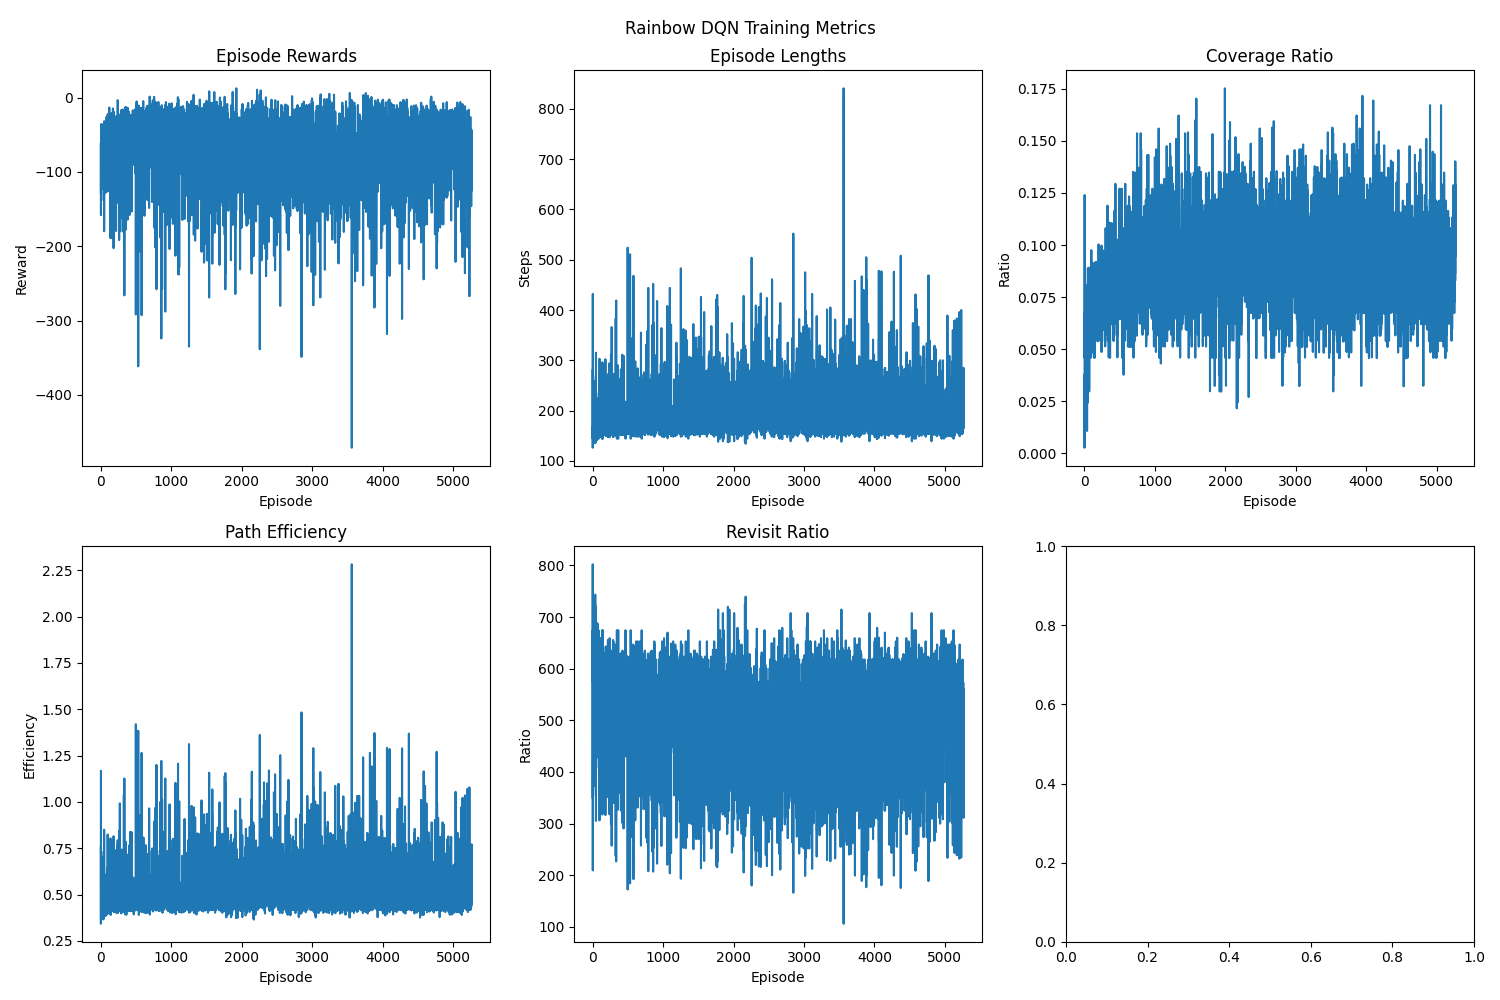 Rainbow DQN Training Metrics
Episode Rewards
Reward
0
−100
−200
−300
−400
0 1000 2000 3000 4000 5000
Episode
Episode Lengths
Steps
800
700
600
500
400
300
200
100
0 1000 2000 3000 4000 5000
Episode
Coverage Ratio
Ratio
0.175
0.150
0.125
0.100
0.075
0.050
0.025
0.000
0 1000 2000 3000 4000 5000
Episode
Path Efficiency
Efficiency
2.25
2.00
1.75
1.50
1.25
1.00
0.75
0.50
0.25
0 1000 2000 3000 4000 5000
Episode
Revisit Ratio
Ratio
800
700
600
500
400
300
200
100
0 1000 2000 3000 4000 5000
Episode
1.0
0.8
0.6
0.4
0.2
0.0
0.0 0.2 0.4 0.6 0.8 1.0